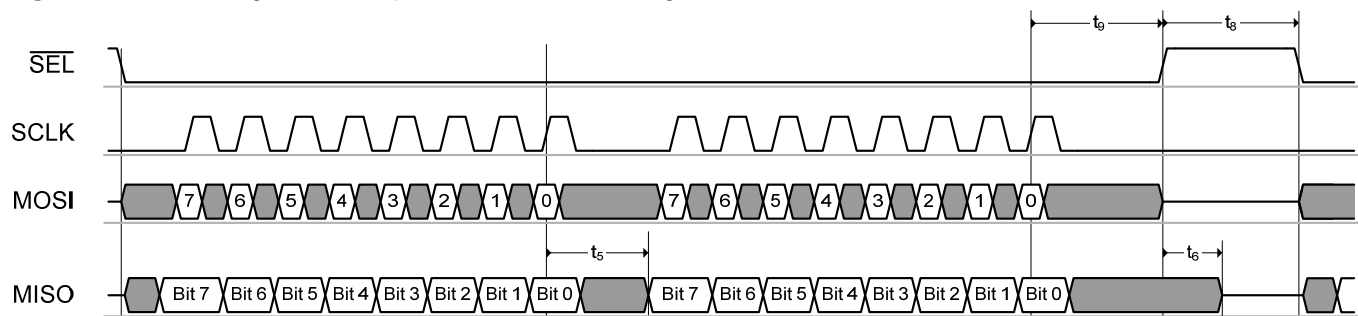 t9 t8
SEL
SCLK
MOSI 7 6 5 4 3 2 1 0 7 6 5 4 3 2 1 0
t5 t6
MISO Bit 7 Bit 6 Bit 5 Bit 4 Bit 3 Bit 2 Bit 1 Bit 0 Bit 7 Bit 6 Bit 5 Bit 4 Bit 3 Bit 2 Bit 1 Bit 0